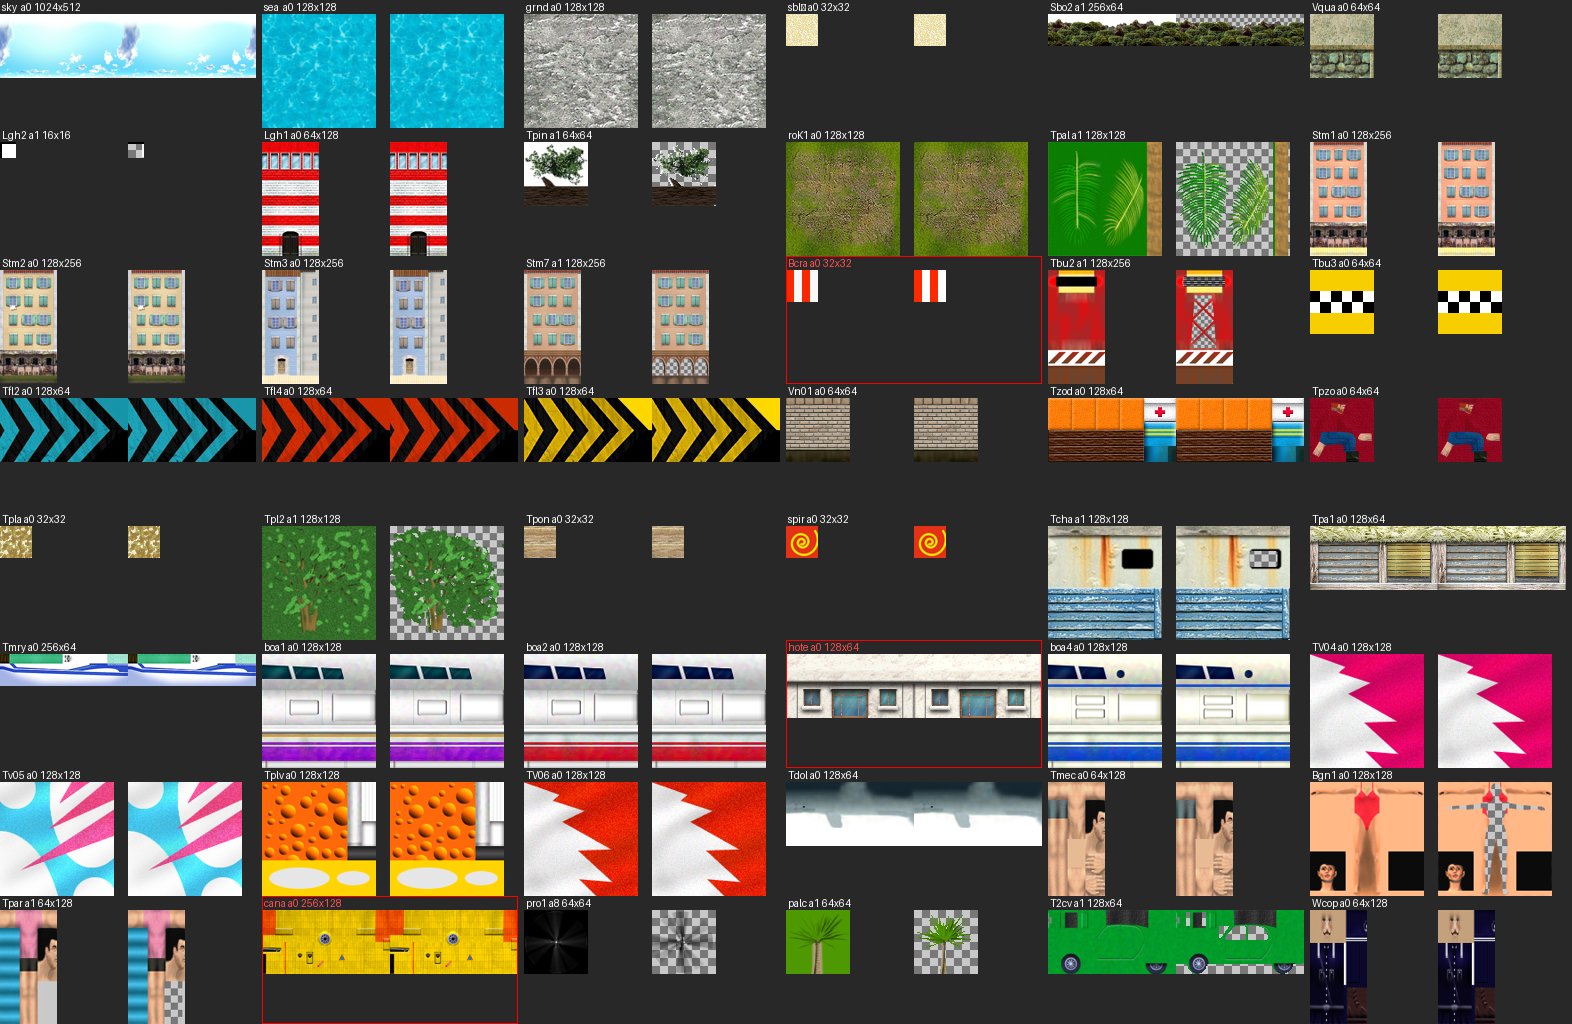 sky a0 1024x512
sea a0 128x128
grnd a0 128x128
a0 32x32
Sbo2 a1 256x64
Vqua a0 64x64
Lgh2 a1 16x16
Lgh1 a0 64x128
Tpin a1 64x64
roK1 a0 128x128
Tpal a1 128x128
Stm1 a0 128x256
Stm2 a0 128x256
Stm3 a0 128x256
Stm7 a1 128x256
Bcra a0 32x32
Tbu2 a1 128x256
Tbu3 a0 64x64
Tfl2 a0 128x64
Tfl4 a0 128x64
Tfl3 a0 128x64
Vn01 a0 64x64
Tzod a0 128x64
Tpzo a0 64x64
Tpla a0 32x32
Tpl2 a1 128x128
Tpon a0 32x32
spir a0 32x32
Tcha a1 128x128
Tpa1 a0 128x64
Tmry a0 256x64
boa1 a0 128x128
boa2 a0 128x128
hote a0 128x64
boa4 a0 128x128
TV04 a0 128x128
Tv05 a0 128x128
Tplv a0 128x128
TV06 a0 128x128
Tdol a0 128x64
Tmec a0 64x128
Bgn1 a0 128x128
Tpar a1 64x128
cana a0 256x128
pro1 a8 64x64
palc a1 64x64
T2cv a1 128x64
Wcop a0 64x128